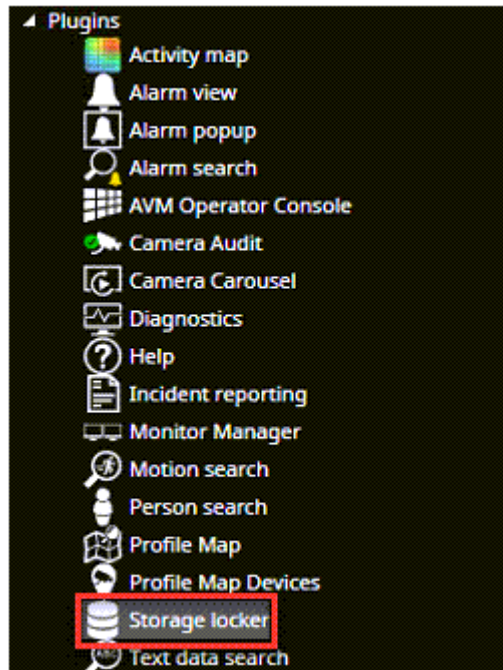 Plugins
Activity map
Alarm view
Alarm popup
Alarm search
AVM Operator Console
Camera Audit
Camera Carousel
Diagnostics
Help
Incident reporting
Monitor Manager
Motion search
Person search
Profile Map
Profile Map Devices
Storage locker
Text data search